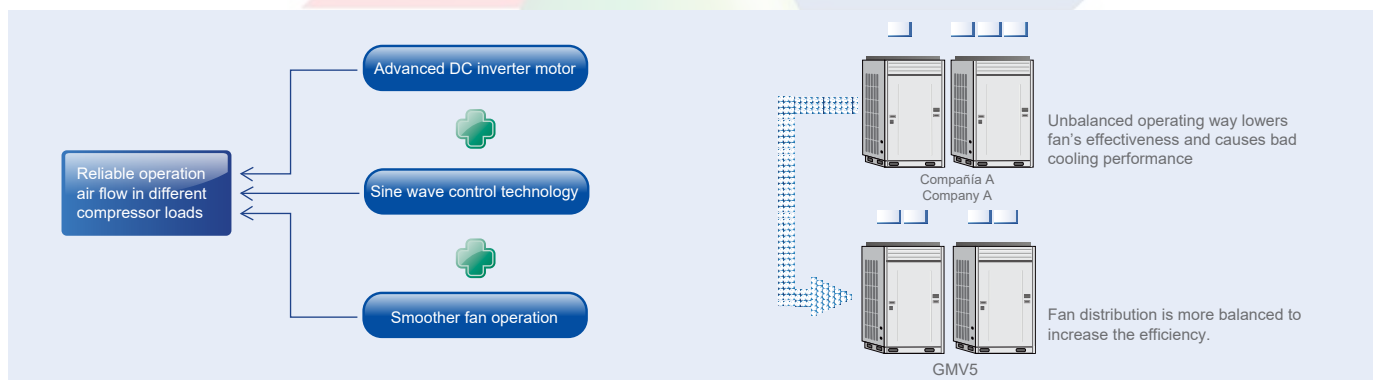 Advanced DC inverter motor
Reliable operation
air flow in different
compressor loads
Sine wave control technology
Smoother fan operation
Unbalanced operating way lowers
fan's effectiveness and causes bad
cooling performance
Compañía A
Company A
Fan distribution is more balanced to
increase the efficiency.
GMV5